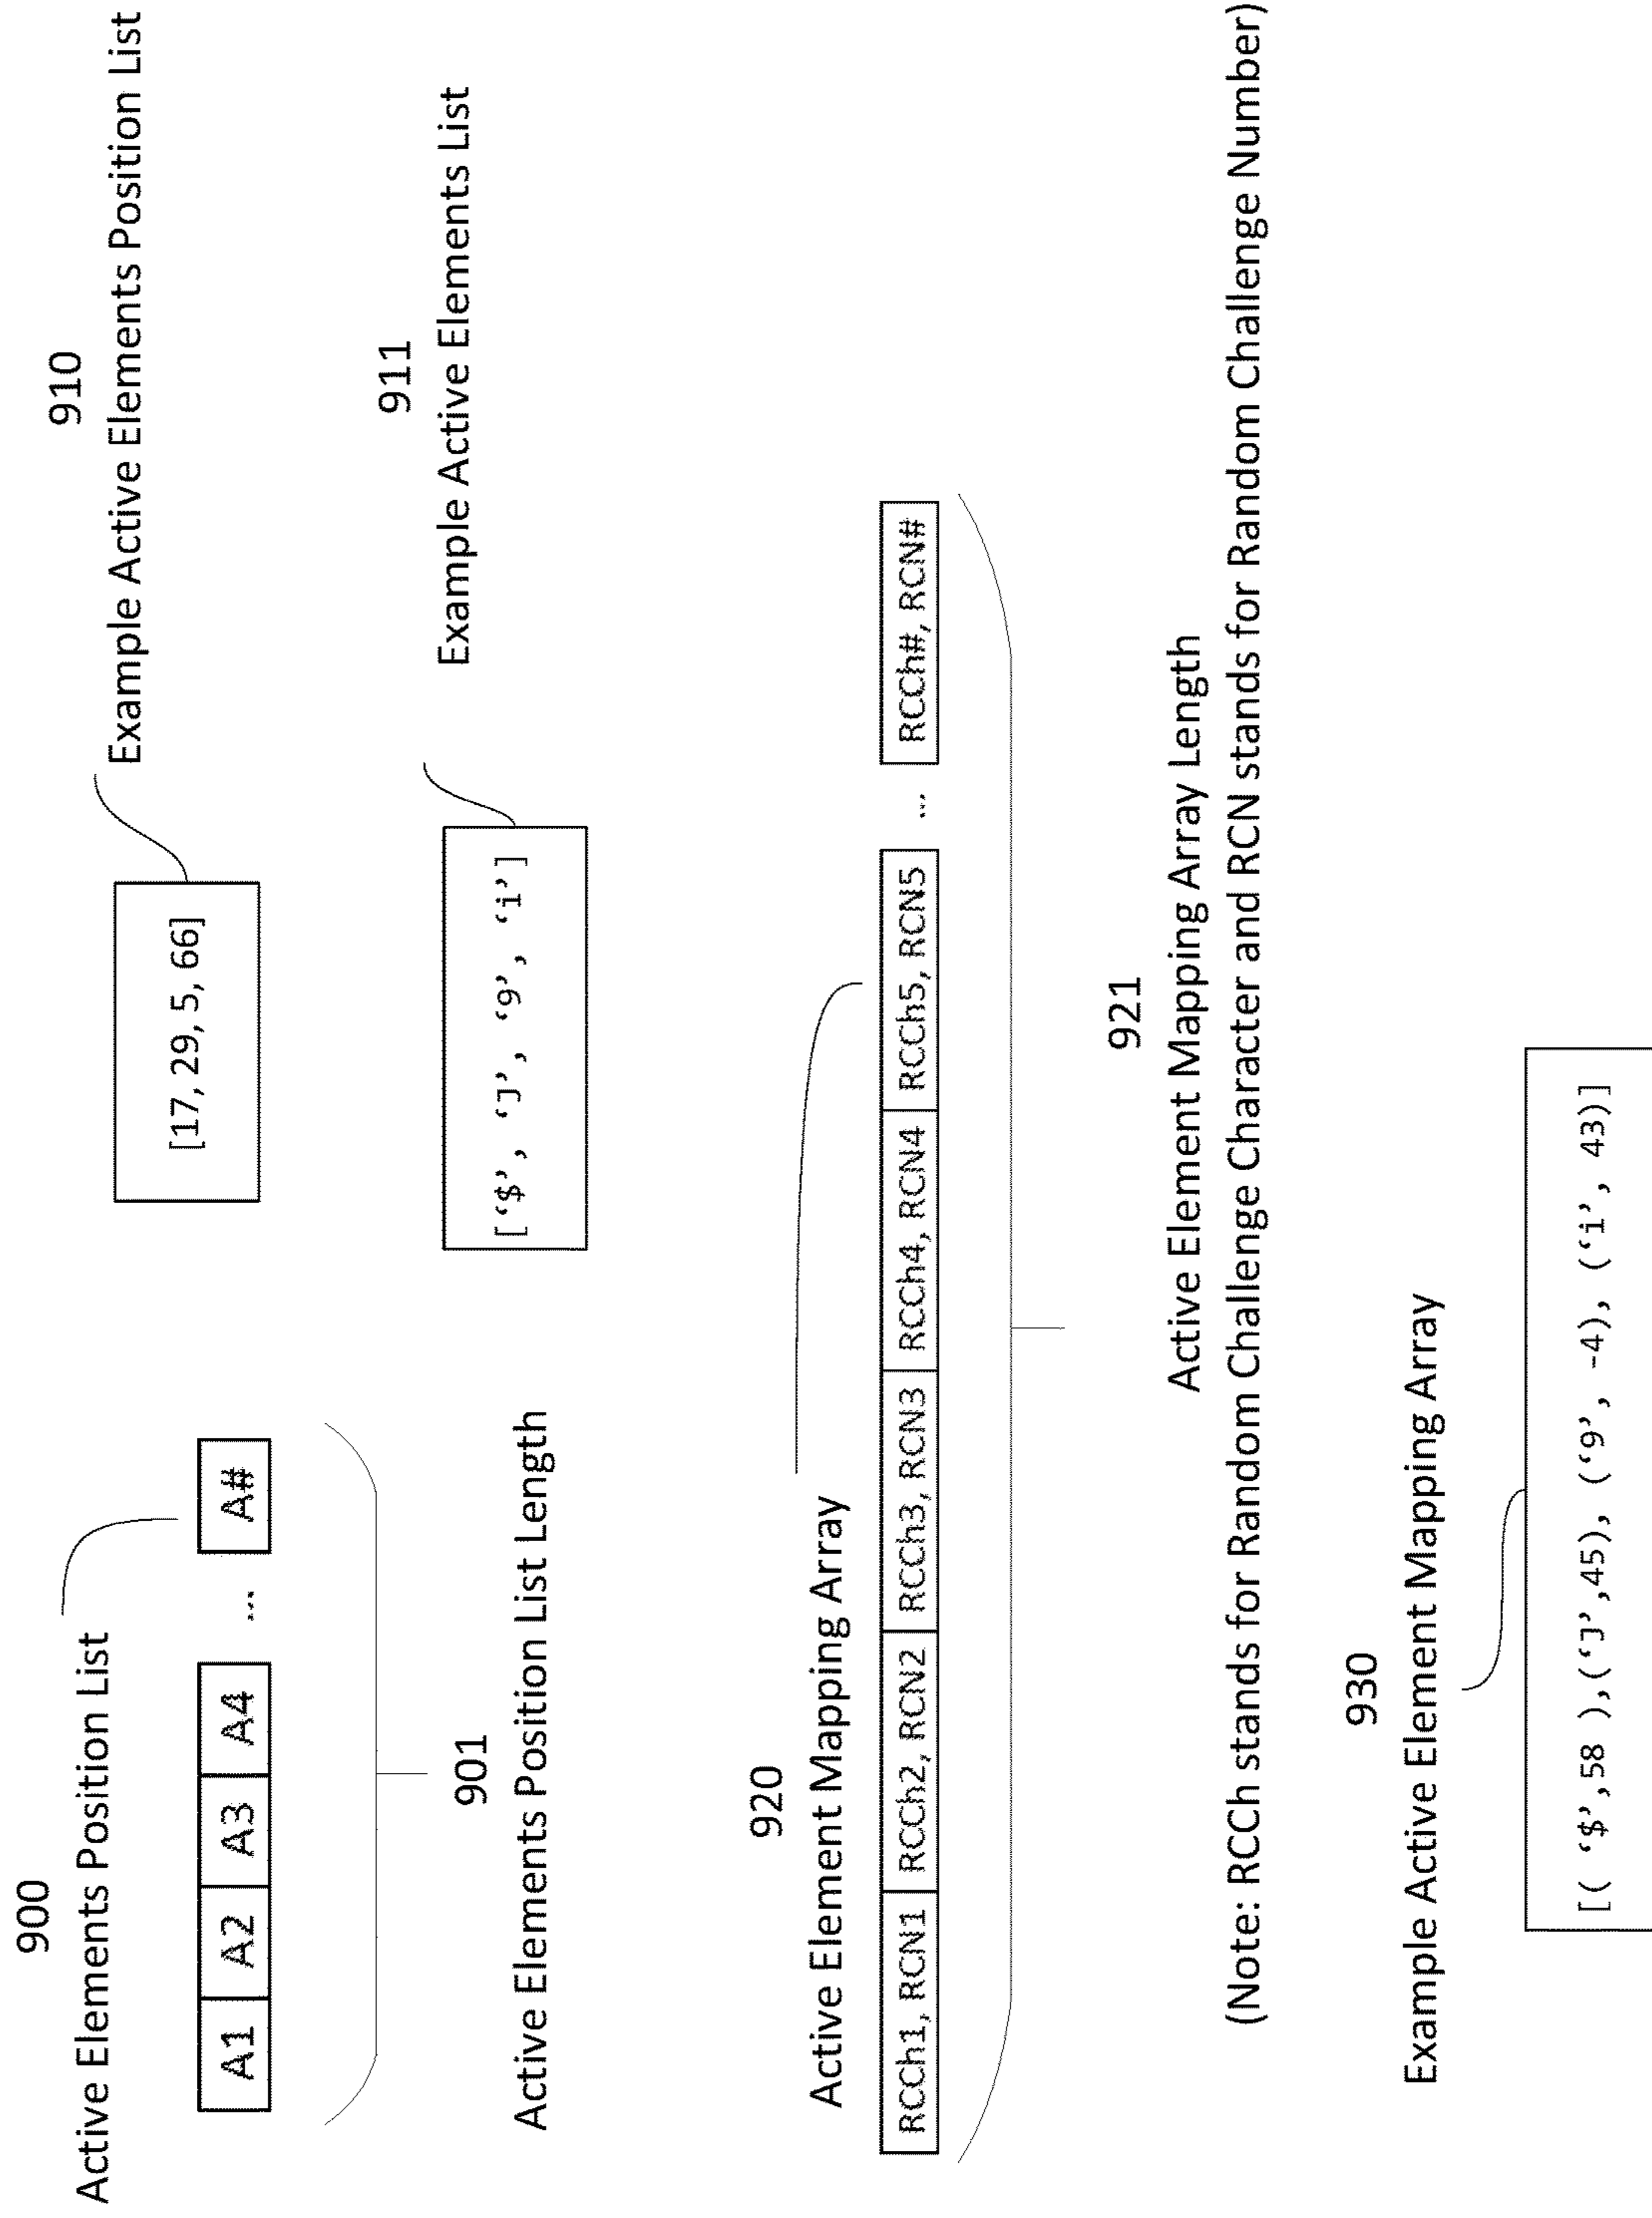 900
Active Elements Position List
A1 A2 A3 A4 ... A#
901
Active Elements Position List Length
910
Example Active Elements Position List
[17, 29, 5, 66]
911
Example Active Elements List
[‘$’, ‘J’, ‘9’, ‘i’]
920
Active Element Mapping Array
RCCh1, RCN1 RCCh2, RCN2 RCCh3, RCN3 RCCh4, RCN4 RCCh5, RCN5 ... RCCh#, RCN#
921
Active Element Mapping Array Length
(Note: RCCh stands for Random Challenge Character and RCN stands for Random Challenge Number)
930
Example Active Element Mapping Array
[( ‘$’,58 ),(‘J’,45), (‘9’, -4), (‘i’, 43)]